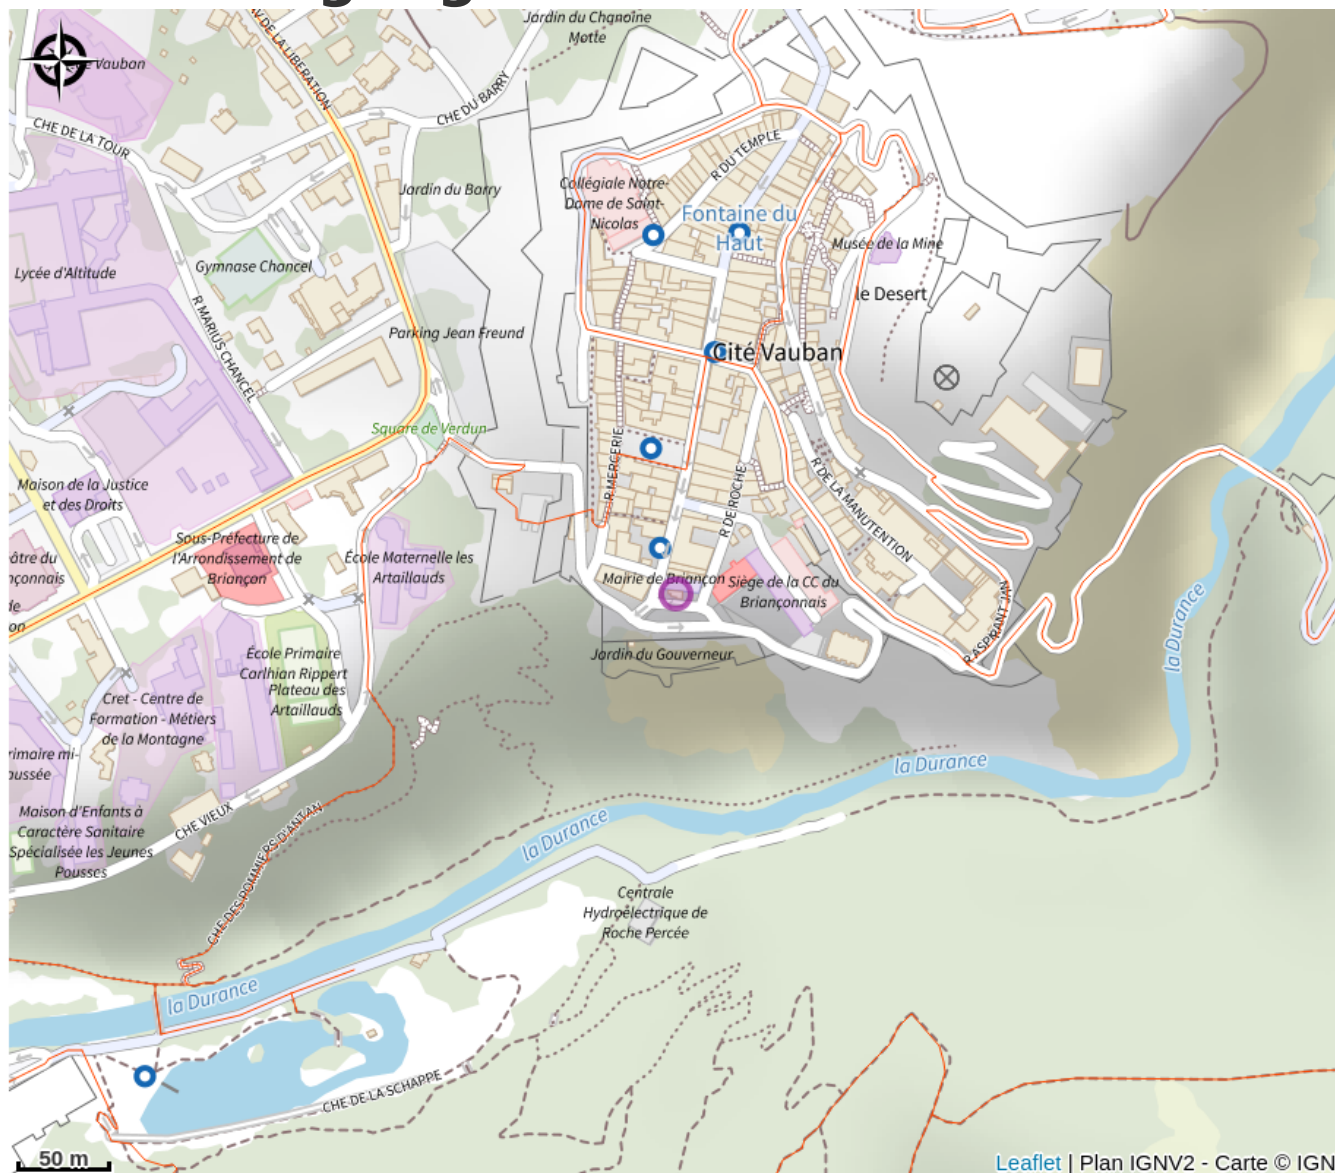 Jardin du Chanoine
Motte
AV DE LA LIBERATION
Vauban
CHE DU BARRY
CHE DE LA TOUR
R DU TEMPLE
Collégiale Notre-
Dame de Saint-
Nicolas
Jardin du Barry
Fontaine du
Haut
Musée de la Mine
Gymnase Chancel
Lycée d'Altitude
le Desert
R MARIUS CHANCEL
Parking Jean Freund
Cité Vauban
Square de Verdun
R MERCERIE
R DE ROCHE
R DE LA MANUTENTION
Maison de la Justice
et des Droits
Sous-Préfecture de
l'Arrondissement de
Briançon
École Maternelle les
Artaillauds
Mairie de Briançon
Siège de la CC du
Briançonnais
R ASPIRANT JAN
la Durance
Jardin du Gouverneur
École Primaire
Carlhian Rippert
Plateau des
Artaillauds
Cret - Centre de
Formation - Métiers
de la Montagne
la Durance
Maison d'Enfants à
Caractère Sanitaire
Spécialisée les Jeunes
Pousses
CHE VIEUX
CHE DES POMMIERS D'ANTAN
la Durance
Centrale
Hydroélectrique de
Roche Percée
la Durance
CHE DE LA SCHAPPE
50 m
Leaflet | Plan IGNV2 - Carte © IGN